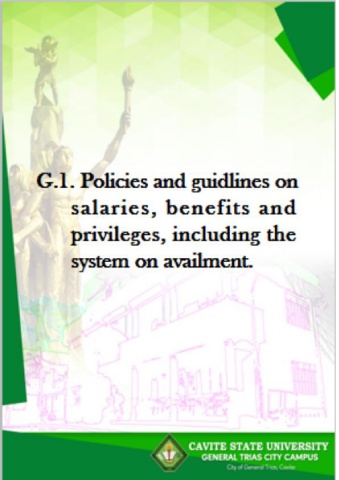 G.1. Policies and guidlines on
salaries, benefits and
privileges, including the
system on availment.
CAVITE STATE UNIVERSITY
GENERAL TRIAS CITY CAMPUS
City of General Trias, Cavite